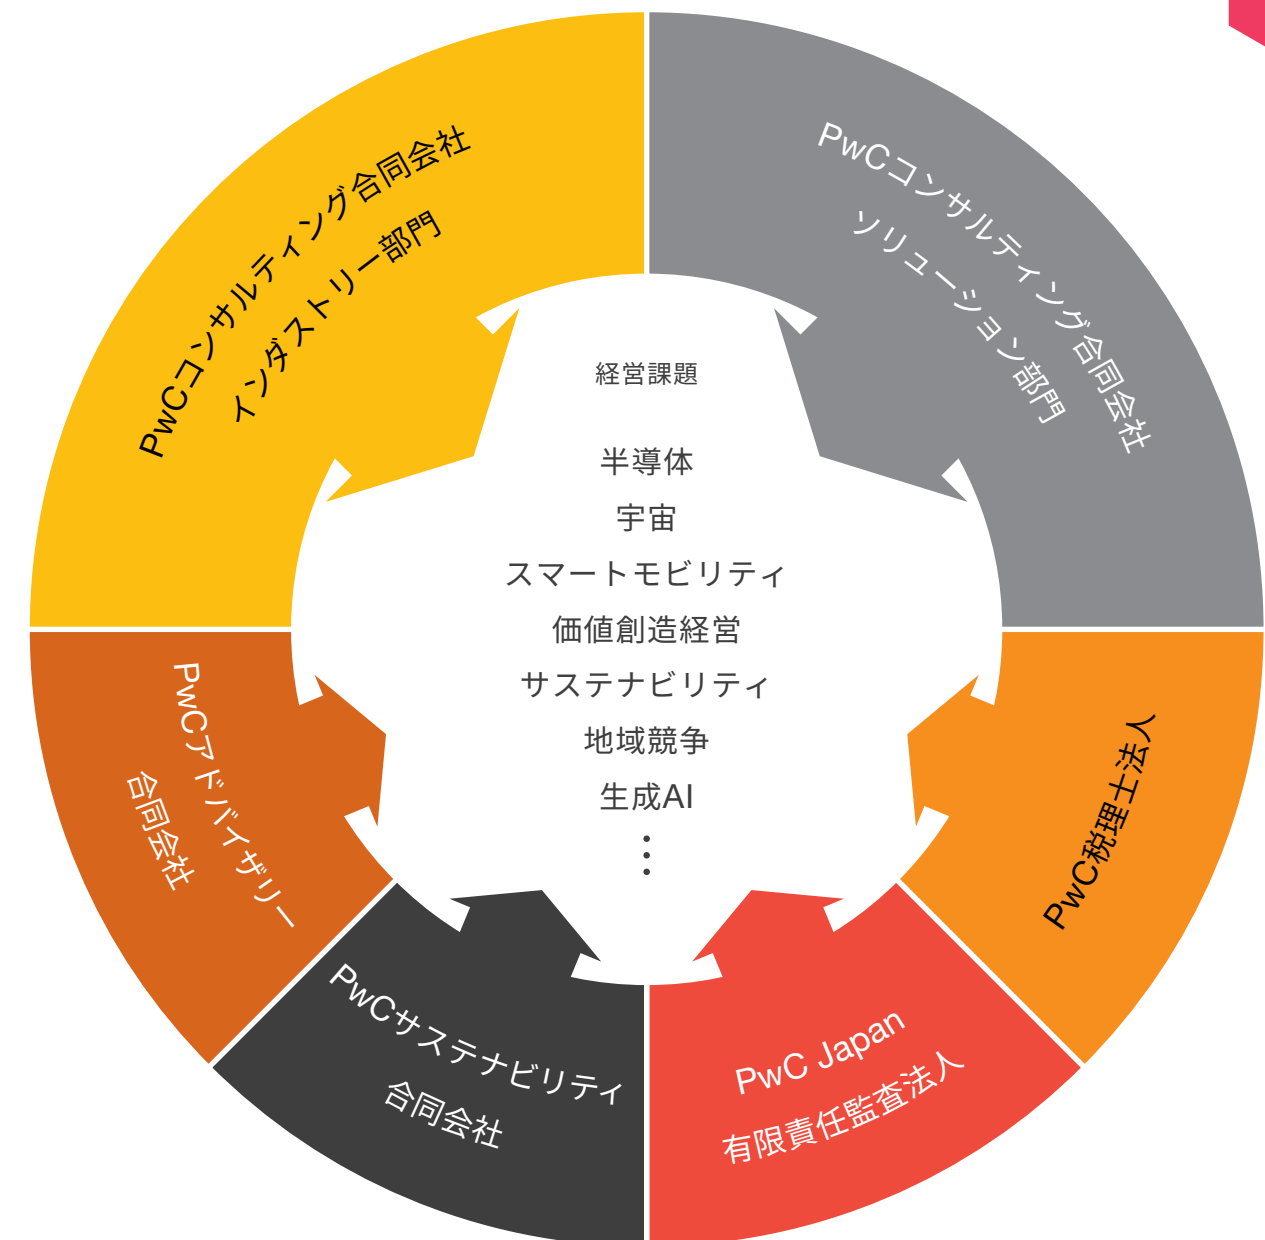 PwCコンサルティング合同会社
インダストリー部門
PwCコンサルティング合同会社
ソリューション部門
経営課題
半導体
宇宙
スマートモビリティ
価値創造経営
サステナビリティ
地域競争
生成AI
⋮
PwCアドバイザリー
合同会社
PwC税理士法人
PwCサステナビリティ
合同会社
PwC Japan
有限責任監査法人